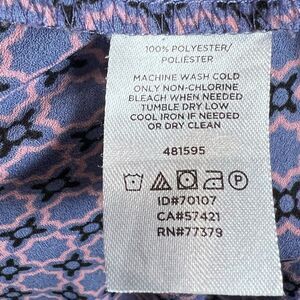 100% POLYESTER/
POLIÉSTER
MACHINE WASH COLD
ONLY NON-CHLORINE
BLEACH WHEN NEEDED
TUMBLE DRY LOW
COOL IRON IF NEEDED
OR DRY CLEAN
481595
ID#70107
CA#57421
RN#77379